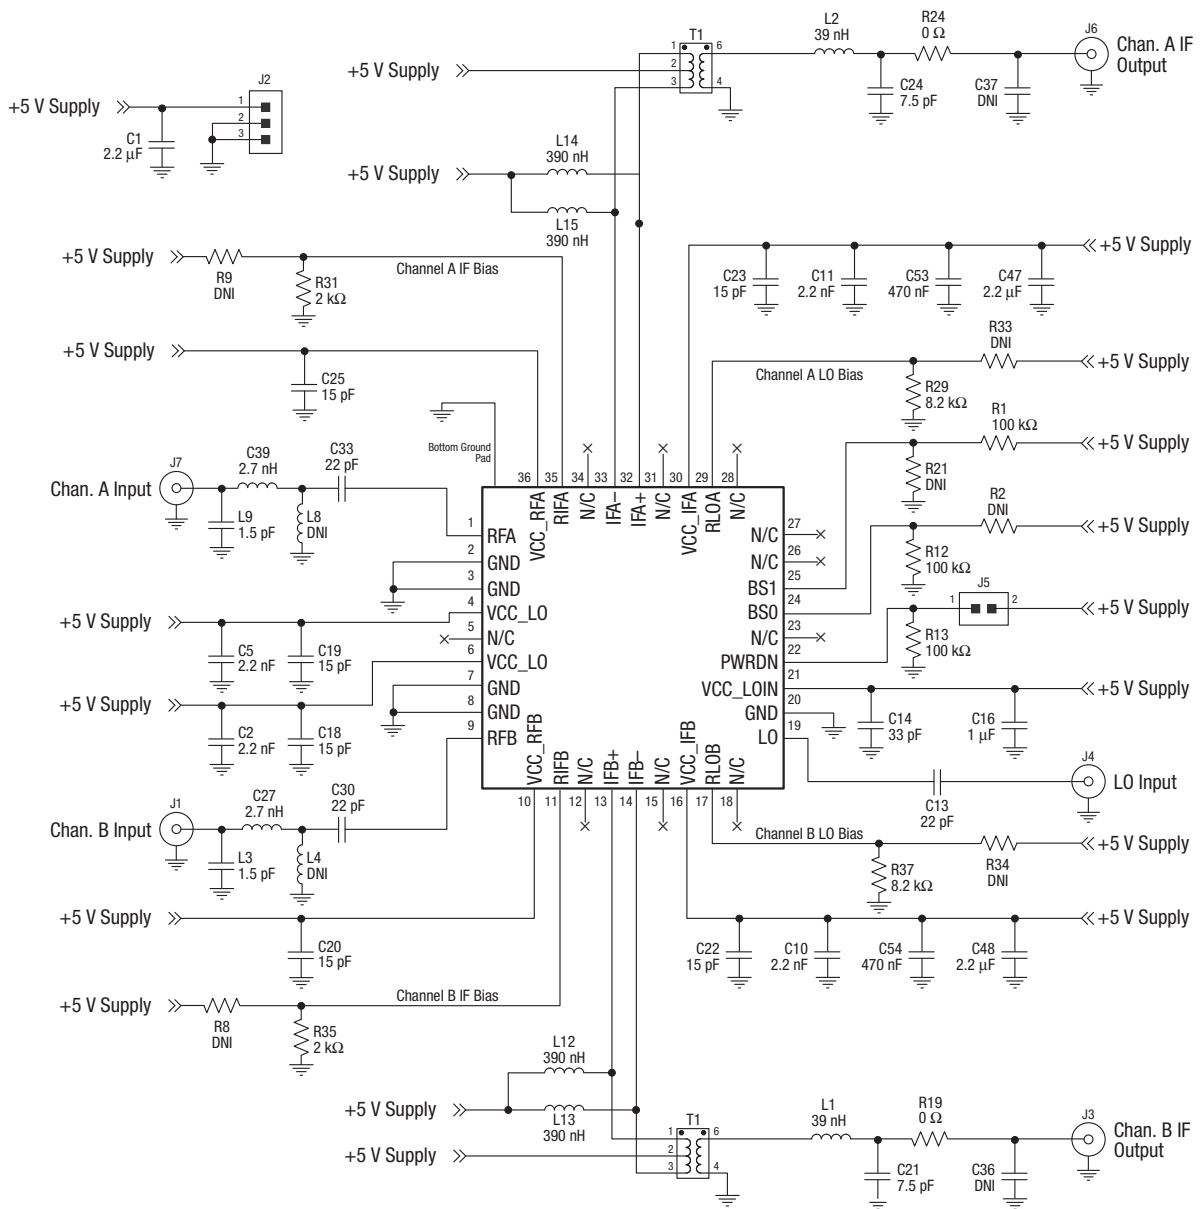 +5 V Supply
J2
1
2
3
C1
2.2 μF
+5 V Supply
T1
1
2
3
6
4
L2
39 nH
R24
0 Ω
C24
7.5 pF
C37
DNI
J6
Chan. A IF
Output
+5 V Supply
L14
390 nH
L15
390 nH
+5 V Supply
R9
DNI
R31
2 kΩ
Channel A IF Bias
C23
15 pF
C11
2.2 nF
C53
470 nF
C47
2.2 μF
+5 V Supply
+5 V Supply
C25
15 pF
Channel A LO Bias
R33
DNI
R29
8.2 kΩ
+5 V Supply
R1
100 kΩ
R21
DNI
+5 V Supply
Bottom Ground
Pad
J7
Chan. A Input
C39
2.7 nH
C33
22 pF
L9
1.5 pF
L8
DNI
R2
DNI
R12
100 kΩ
+5 V Supply
J5
1
2
R13
100 kΩ
+5 V Supply
36
35
34
33
32
31
30
29
28
VCC_RFA
RIFA
N/C
IFA–
IFA+
N/C
VCC_IFA
RLOA
N/C
1
RFA
2
GND
3
GND
4
VCC_LO
5
N/C
6
VCC_LO
7
GND
8
GND
9
RFB
27
N/C
26
N/C
25
BS1
24
BS0
23
N/C
22
PWRDN
21
VCC_LOIN
20
GND
19
LO
VCC_RFB
RIFB
N/C
IFB+
IFB–
N/C
VCC_IFB
RLOB
N/C
10
11
12
13
14
15
16
17
18
+5 V Supply
C5
2.2 nF
C19
15 pF
+5 V Supply
C2
2.2 nF
C18
15 pF
+5 V Supply
C14
33 pF
C16
1 μF
J4
LO Input
C13
22 pF
J1
Chan. B Input
C27
2.7 nH
C30
22 pF
L3
1.5 pF
L4
DNI
Channel B LO Bias
R37
8.2 kΩ
R34
DNI
+5 V Supply
+5 V Supply
C20
15 pF
C22
15 pF
C10
2.2 nF
C54
470 nF
C48
2.2 μF
+5 V Supply
+5 V Supply
R8
DNI
R35
2 kΩ
Channel B IF Bias
L12
390 nH
+5 V Supply
L13
390 nH
+5 V Supply
T1
1
2
3
6
4
L1
39 nH
R19
0 Ω
C21
7.5 pF
C36
DNI
J3
Chan. B IF
Output